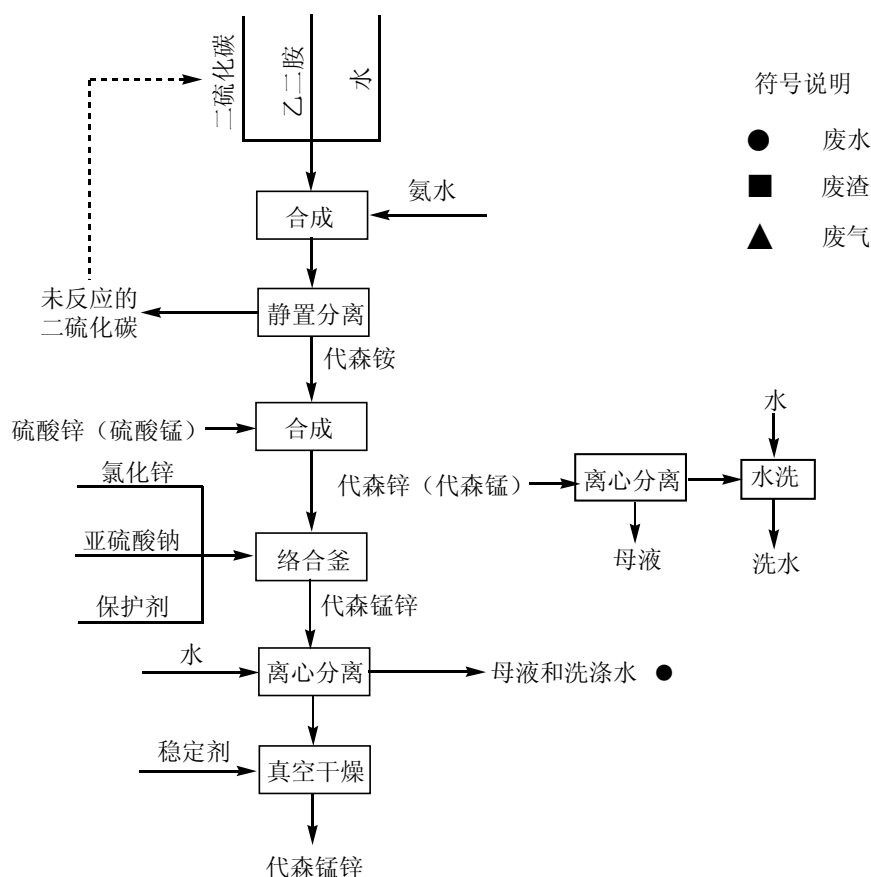 二硫化碳
乙二胺
水
符号说明
废水
废渣
废气
氨水
合成
静置分离
未反应的
二硫化碳
代森铵
硫酸锌（硫酸锰）
合成
氯化锌
亚硫酸钠
保护剂
络合釜
代森锰锌
代森锌（代森锰）
离心分离
水
水洗
母液
洗水
水
离心分离
母液和洗涤水
稳定剂
真空干燥
代森锰锌